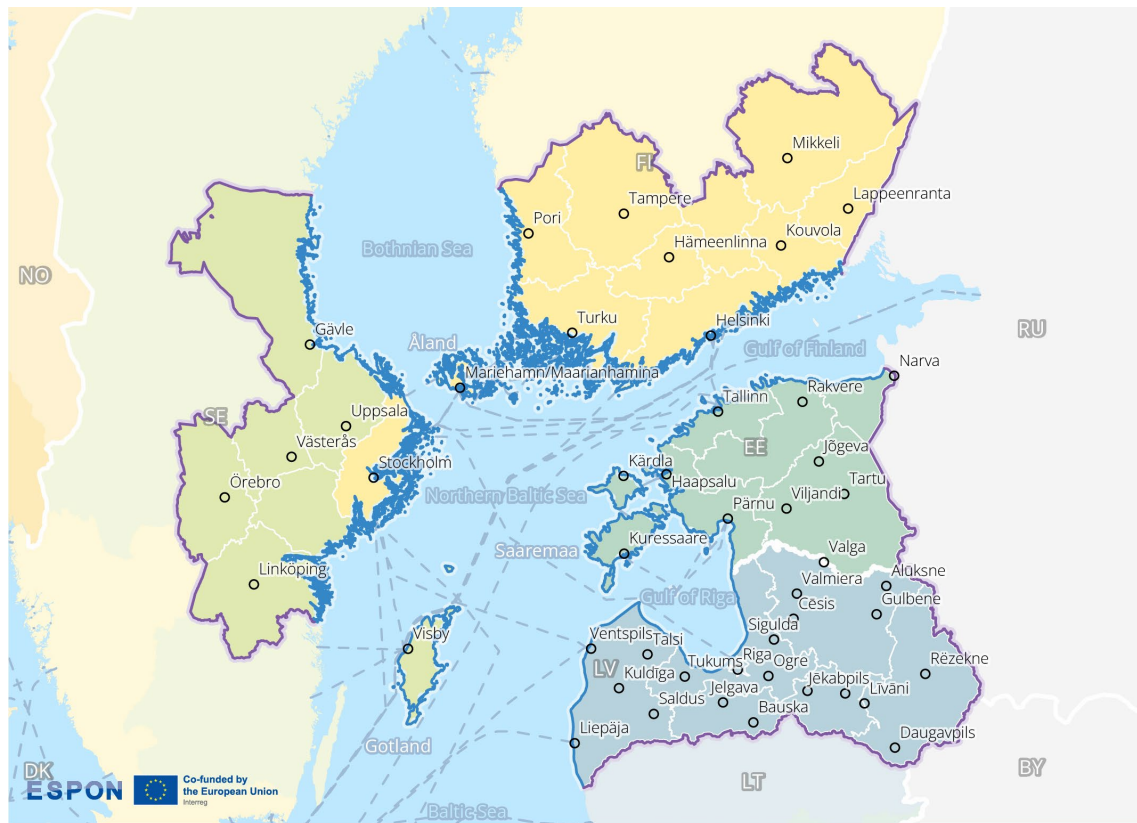 Mikkeli
FI
Lappeenranta
Tampere
Pori
Kouvola
Hämeenlinna
Bothnian Sea
NO
Turku
Helsinki
Gävle
RU
Åland
Gulf of Finland
Narva
Mariehamn/Maarianhamina
Rakvere
Tallinn
Uppsala
SE
EE
Västerås
Jõgeva
Stockholm
Kärdla
Örebro
Haapsalu
Tartu
Northern Baltic Sea
Viljandi
Pärnu
Kuressaare
Saaremaa
Valga
Linköping
Alūksne
Valmiera
Gulf of Riga
Cēsis
Gulbene
Sigulda
Visby
Ventspils
Talsi
Riga
Ogre
Rēzekne
LV
Tukums
Kuldīga
Jēkabpils
Jelgava
Līvāni
Saldus
Bauska
Liepāja
Daugavpils
Gotland
BY
DK
LT
ESPON
Co-funded by
the European Union
Interreg
Baltic Sea